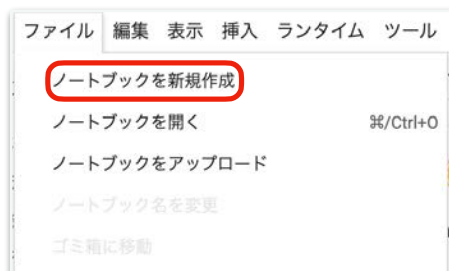 ファイル 編集 表示 挿入 ランタイム ツール
ノートブックを新規作成
ノートブックを開く ⌘/Ctrl+O
ノートブックをアップロード
ノートブック名を変更
ゴミ箱に移動